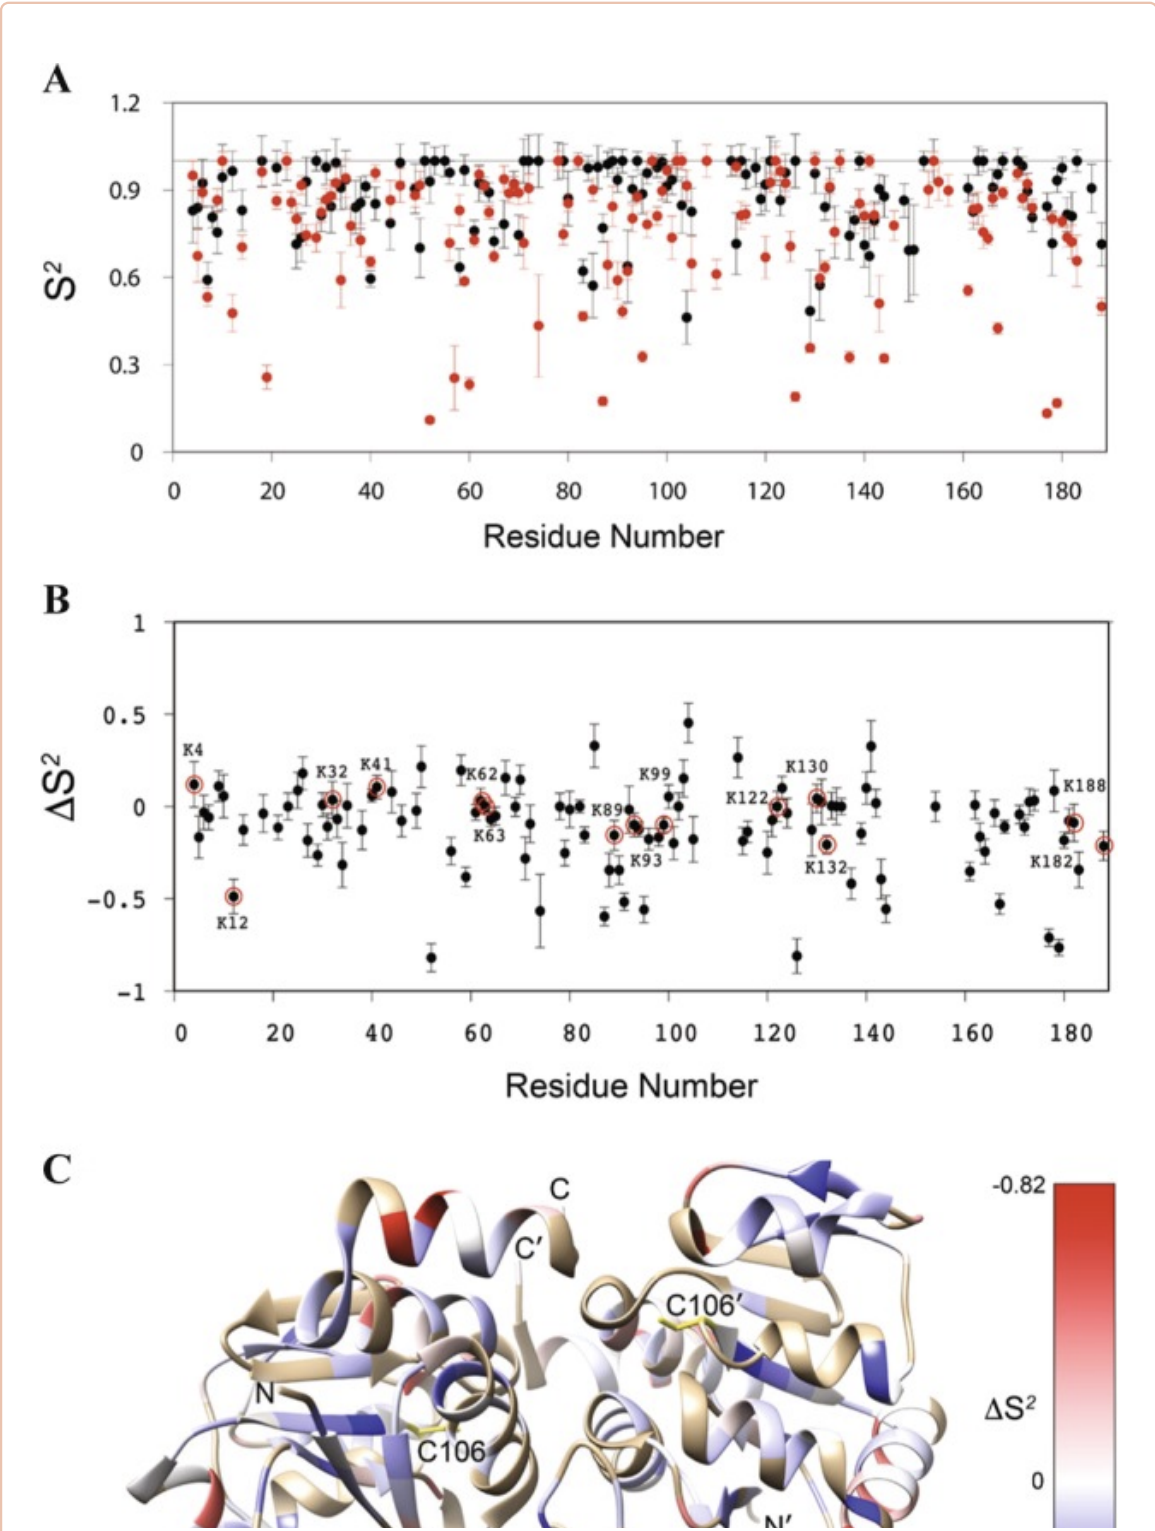 A
1.2
0.9
0.6
0.3
0
S²
0 20 40 60 80 100 120 140 160 180
Residue Number
B
1
0.5
0
−0.5
−1
ΔS²
K4
K12
K32
K41
K62
K63
K89
K93
K99
K122
K130
K132
K182
K188
0 20 40 60 80 100 120 140 160 180
Residue Number
C
C
C′
-0.82
C106′
N
C106
ΔS²
0
N′